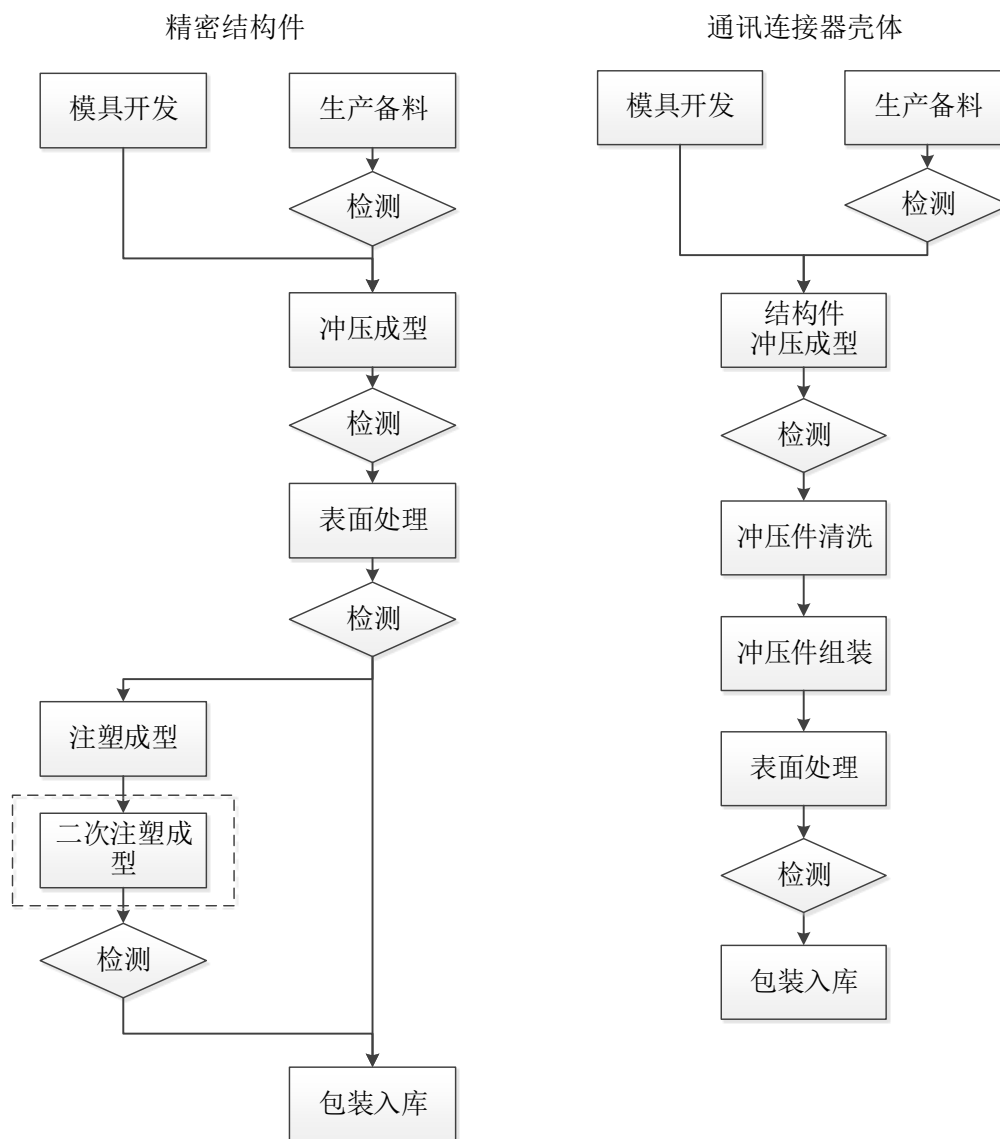 精密结构件
模具开发
生产备料
检测
冲压成型
检测
表面处理
检测
注塑成型
二次注塑成
型
检测
包装入库
通讯连接器壳体
模具开发
生产备料
检测
结构件
冲压成型
检测
冲压件清洗
冲压件组装
表面处理
检测
包装入库